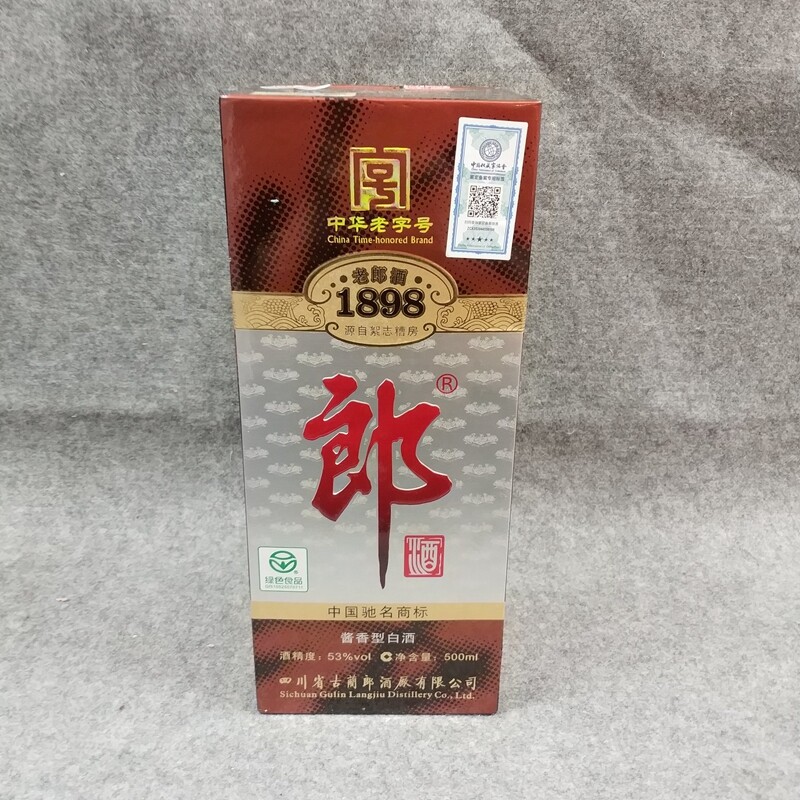 号
中华老字号
China Time-honored Brand
老郎酒
1898
源自絮志糟房
郎®
酒
绿色食品
中国驰名商标
酱香型白酒
酒精度：53%vol 净含量：500ml
四川省古蔺郎酒厂有限公司
Sichuan Gulin Langjiu Distillery Co., Ltd.